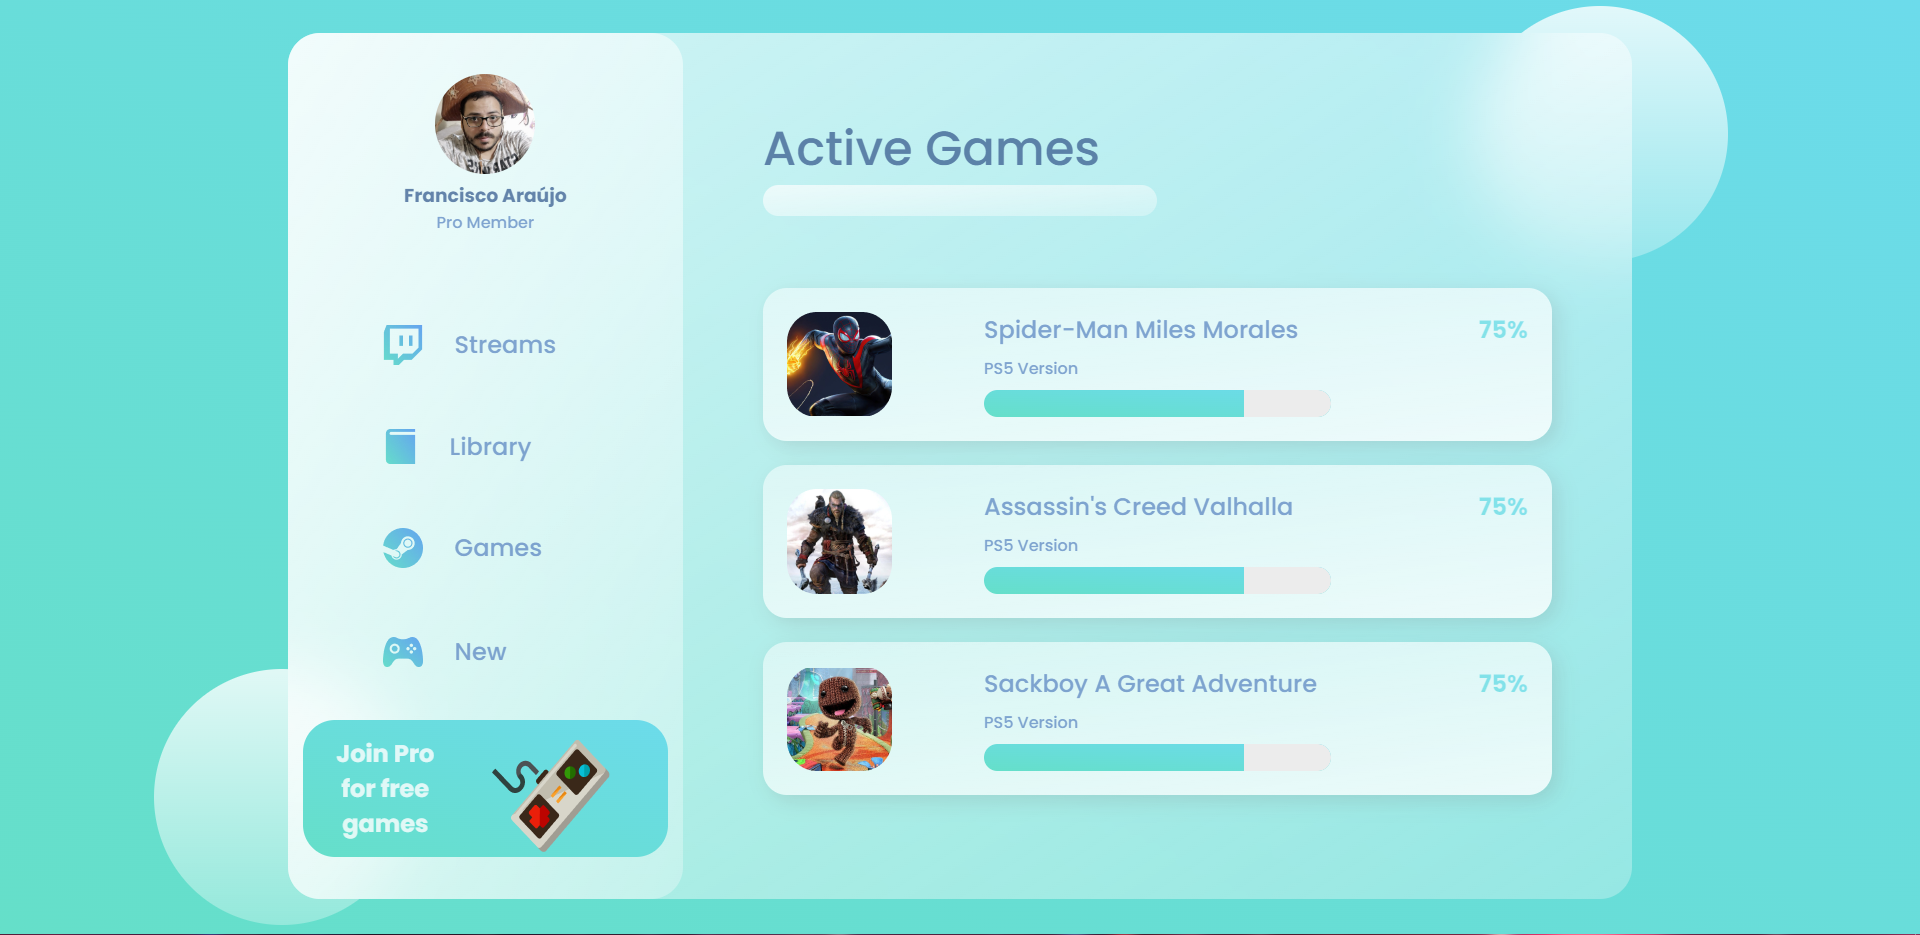 Francisco Araújo
Pro Member
Streams
Library
Games
New
Join Pro
for free
games
Active Games
Spider-Man Miles Morales
75%
PS5 Version
Assassin's Creed Valhalla
75%
PS5 Version
Sackboy A Great Adventure
75%
PS5 Version